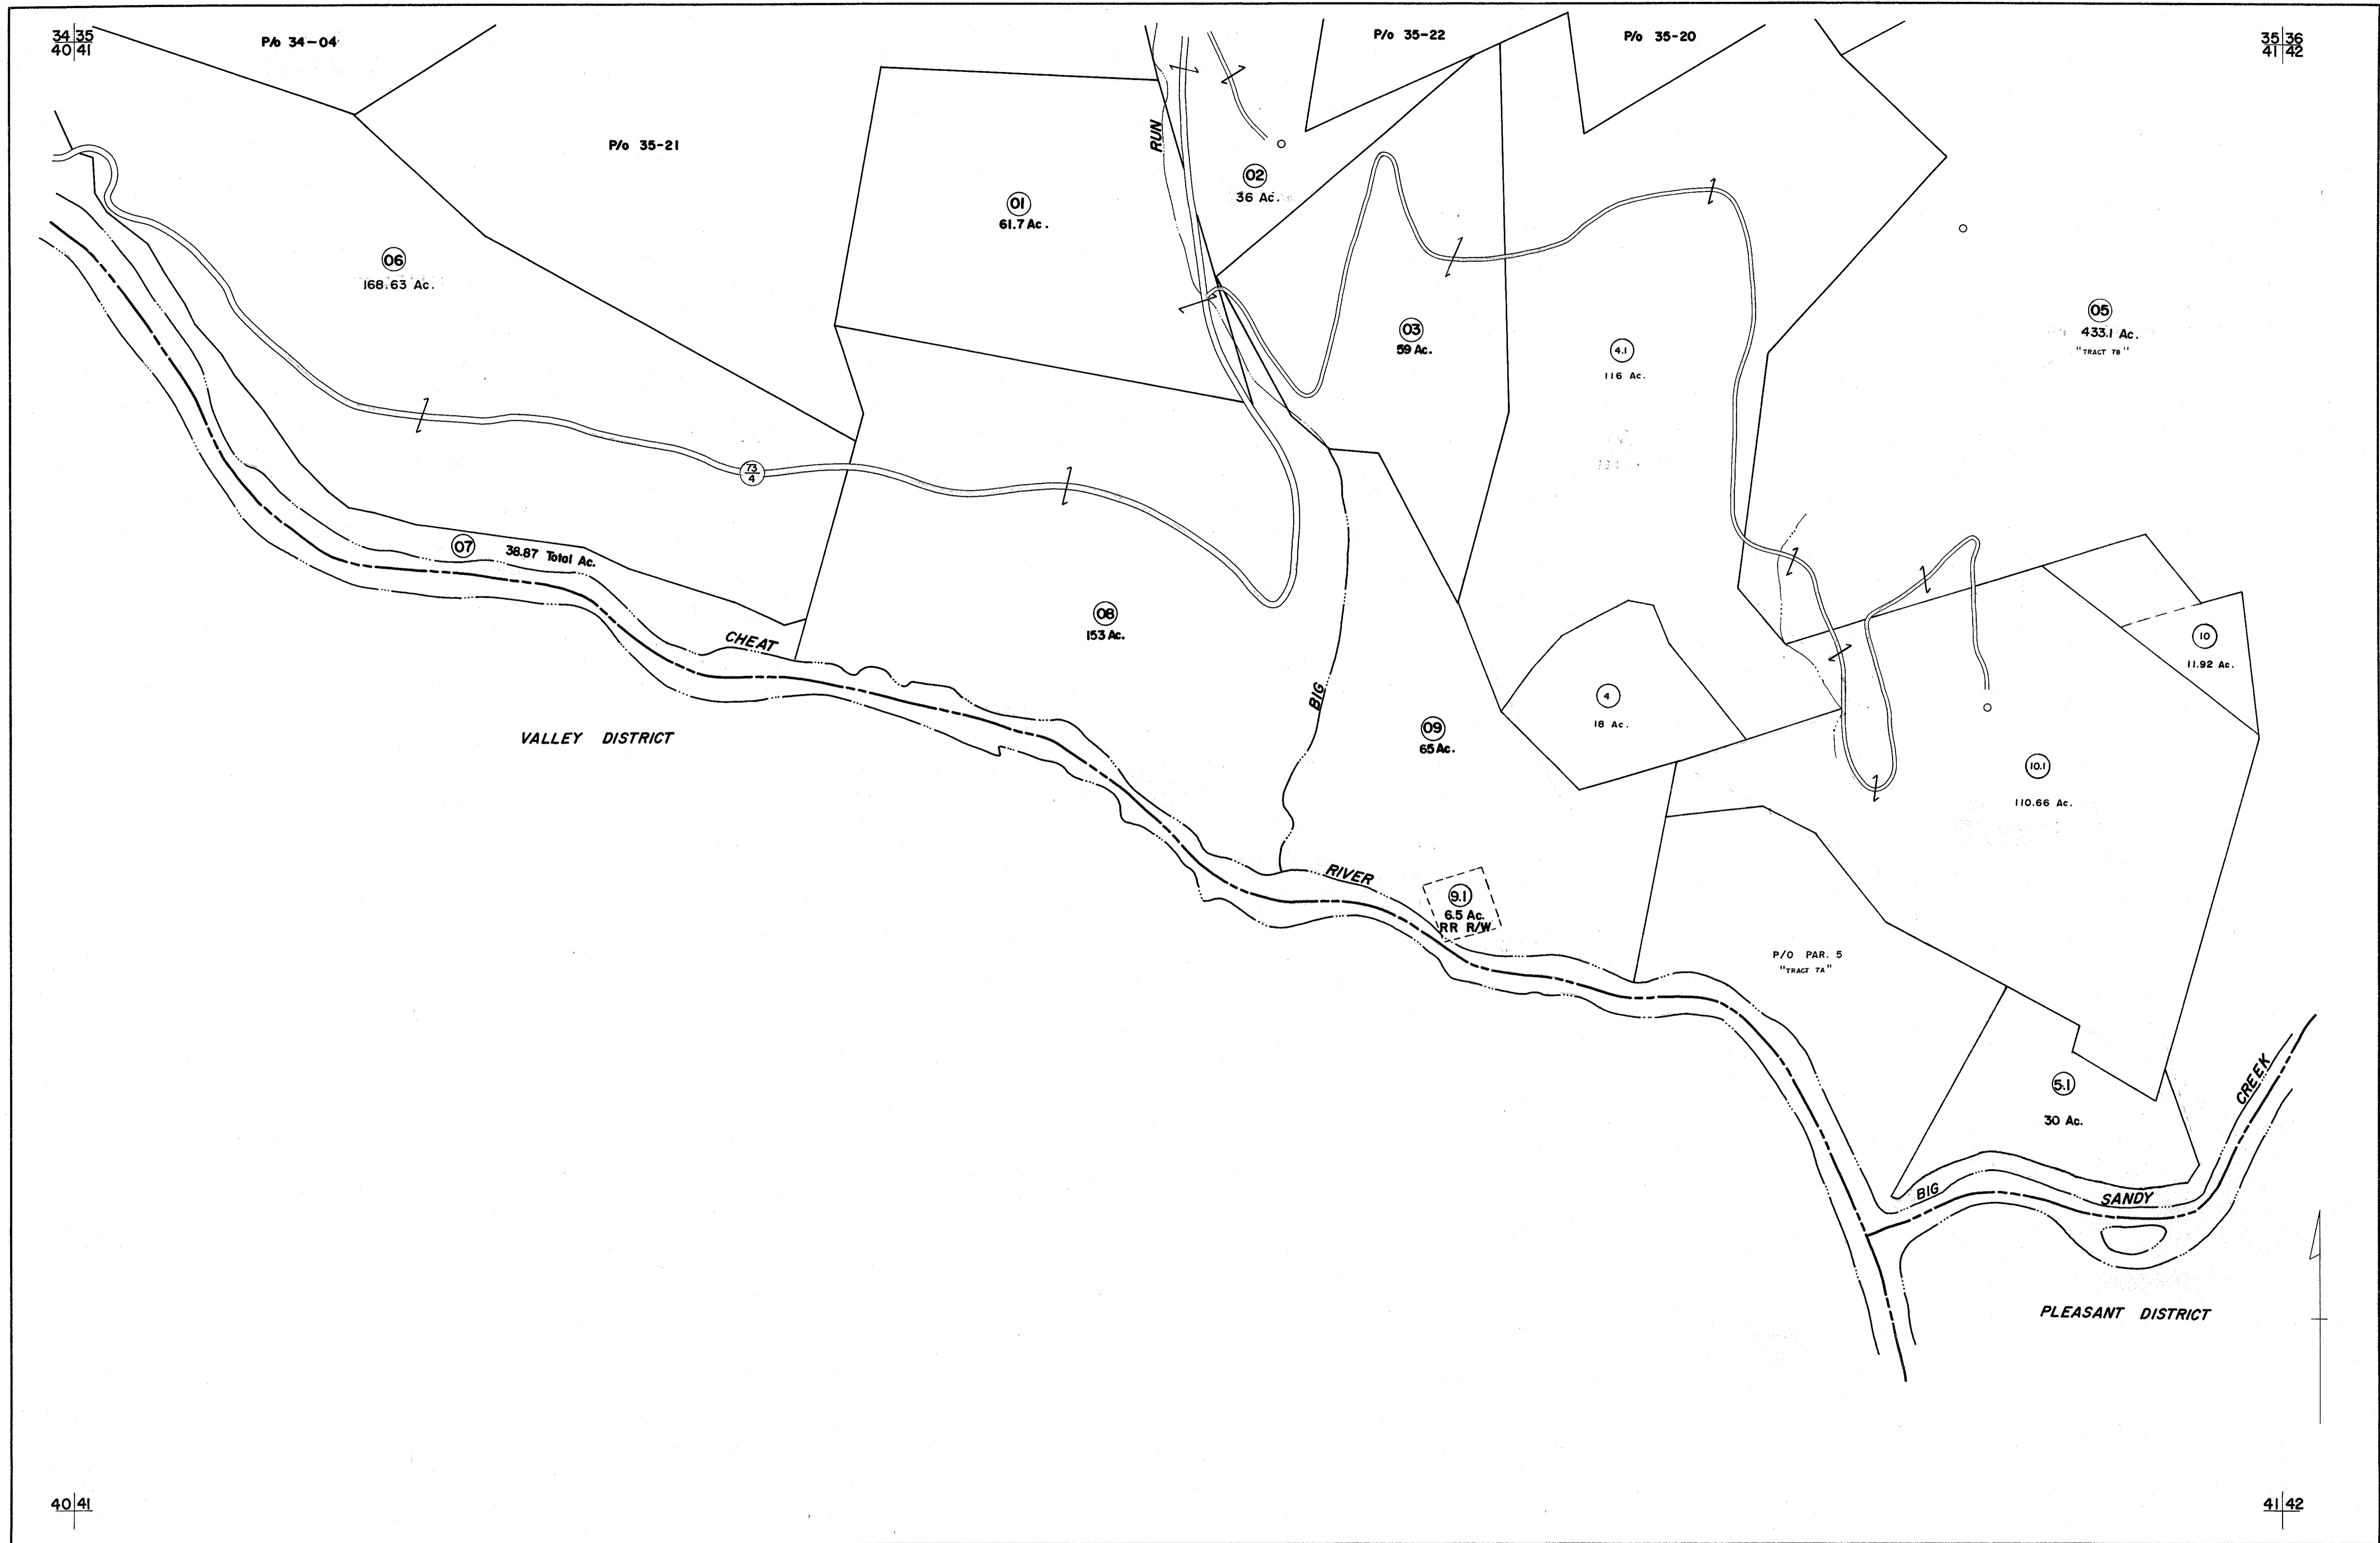 34 35
40 41
P/o 34-04
P/o 35-22
P/o 35-20
35 36
41 42
P/o 35-21
RUN
02
36 Ac.
01
61.7 Ac.
06
168.63 Ac.
03
59 Ac.
4.1
116 Ac.
05
433.1 Ac.
"TRACT 7B"
73
4
07 38.87 Total Ac.
08
153 Ac.
CHEAT
BIG
10
11.92 Ac.
4
18 Ac.
VALLEY DISTRICT
09
65 Ac.
10.1
110.66 Ac.
RIVER
9.1
6.5 Ac.
RR R/W
P/O PAR. 5
"TRACT 7A"
5.1
30 Ac.
CREEK
BIG
SANDY
PLEASANT DISTRICT
40 41
41 42